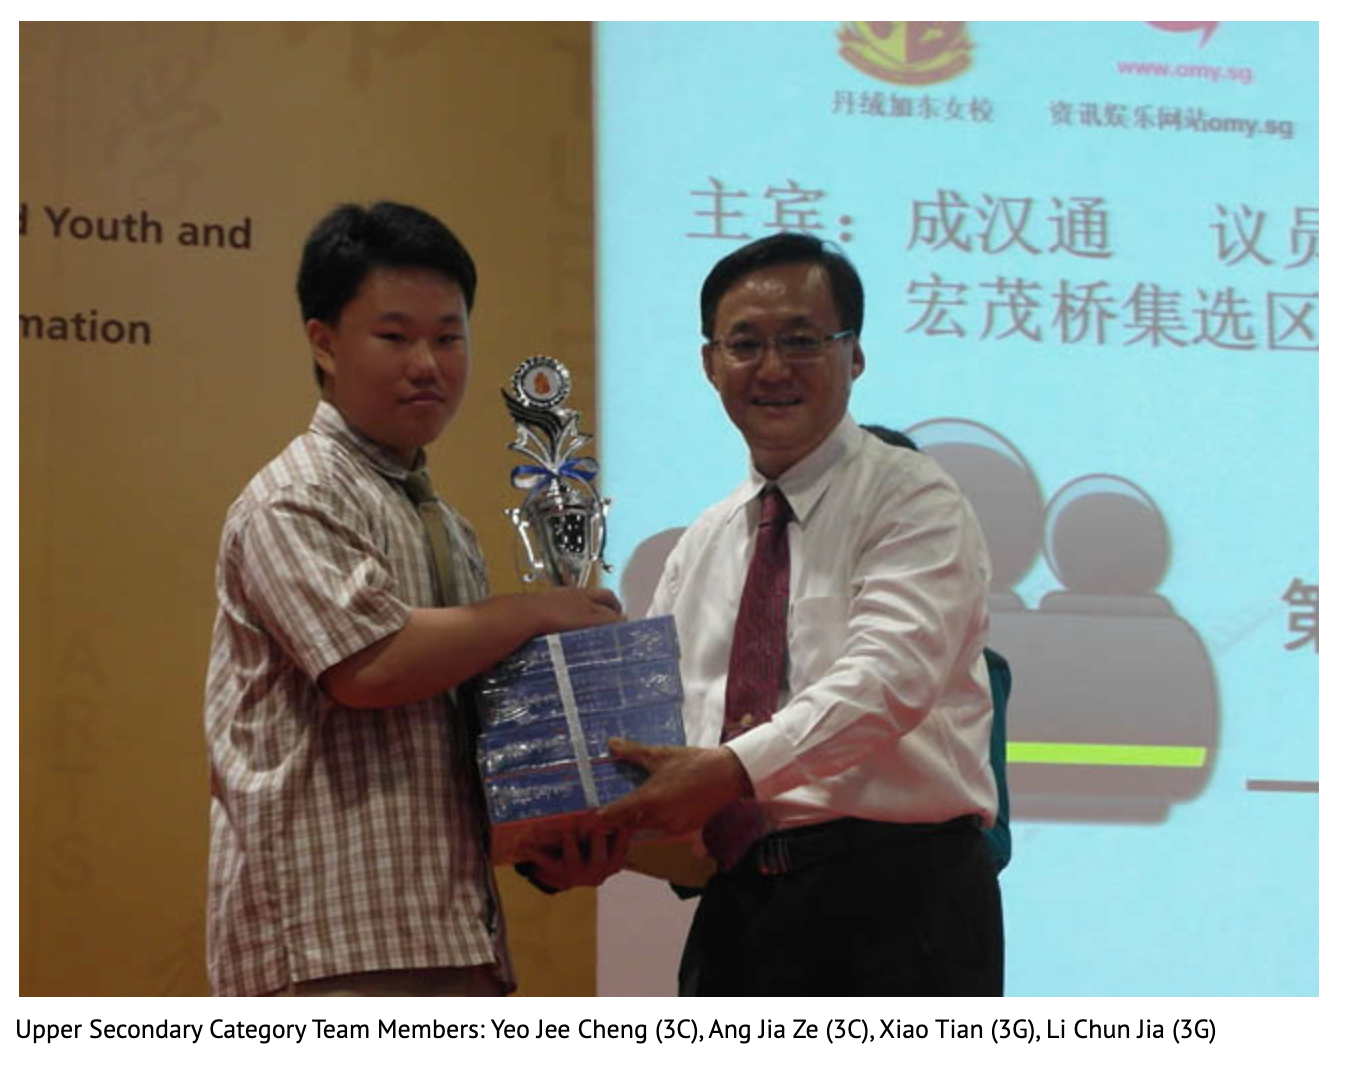 www.omy.sg
丹绒加东女校
资讯娱乐网站omy.sg
主宾：成汉通 议员
宏茂桥集选区
Youth and
mation
第
ARTS
Upper Secondary Category Team Members: Yeo Jee Cheng (3C), Ang Jia Ze (3C), Xiao Tian (3G), Li Chun Jia (3G)